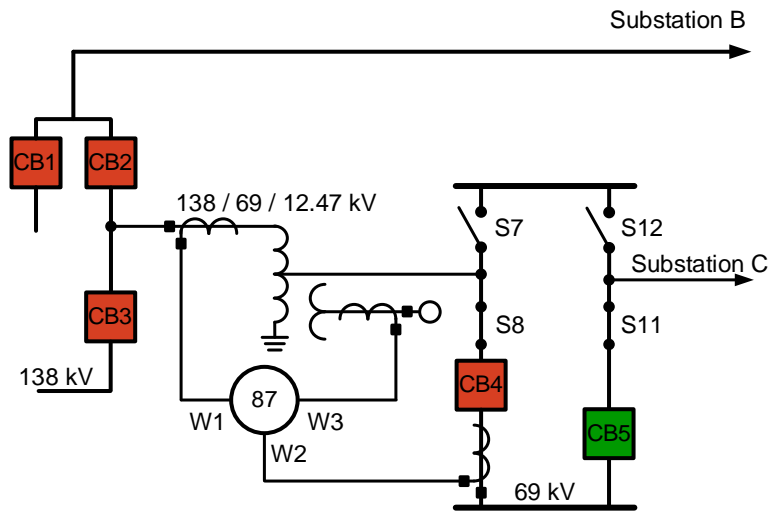 Substation B
CB1
CB2
138 / 69 / 12.47 kV
S7
S12
Substation C
CB3
S8
S11
138 kV
CB4
87
W1
W3
W2
CB5
69 kV